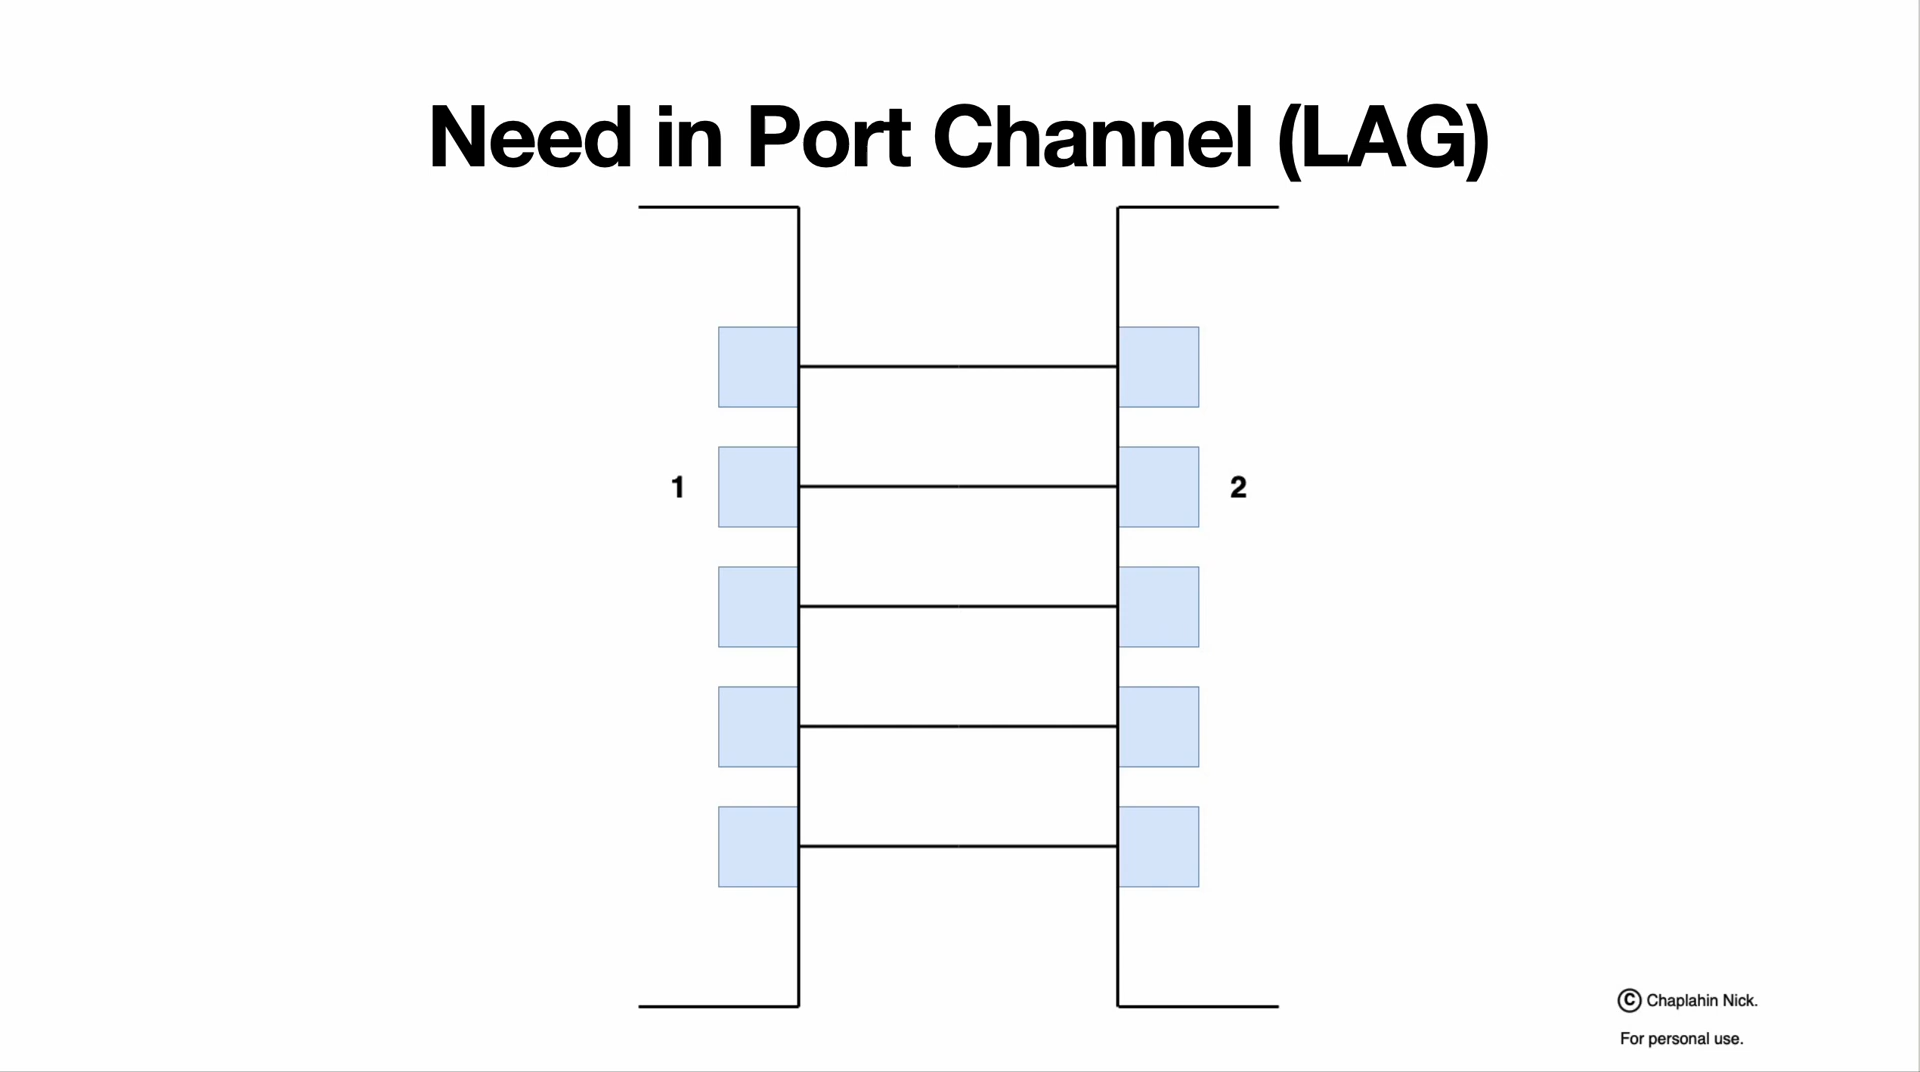 Need in Port Channel (LAG)
1
2
© Chaplahin Nick.
For personal use.